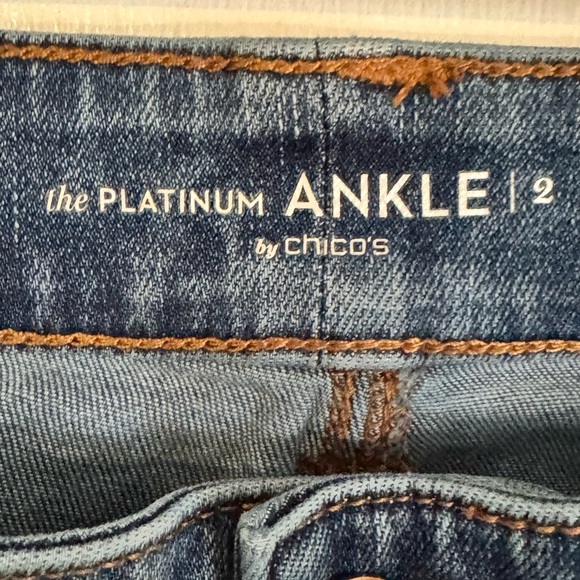 the PLATINUM ANKLE | 2
by chico's